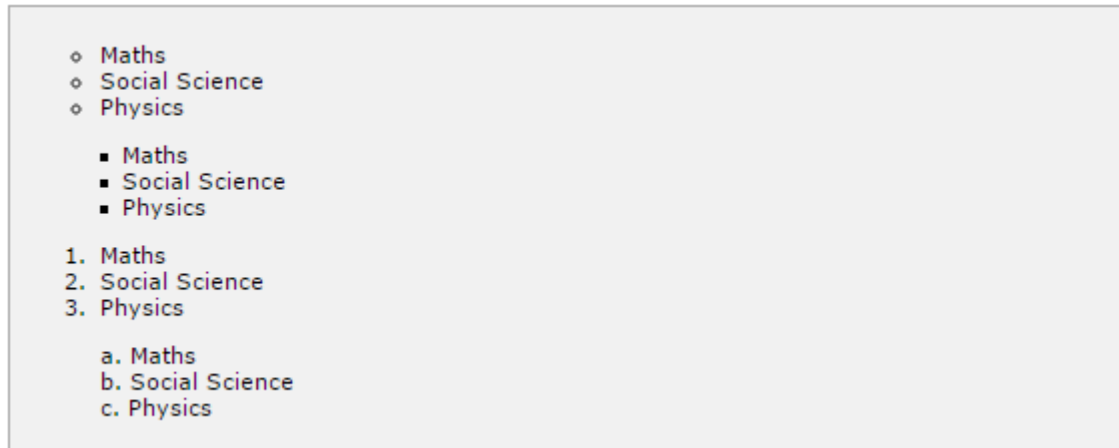 Maths
Social Science
Physics
Maths
Social Science
Physics
1. Maths
2. Social Science
3. Physics
a. Maths
b. Social Science
c. Physics